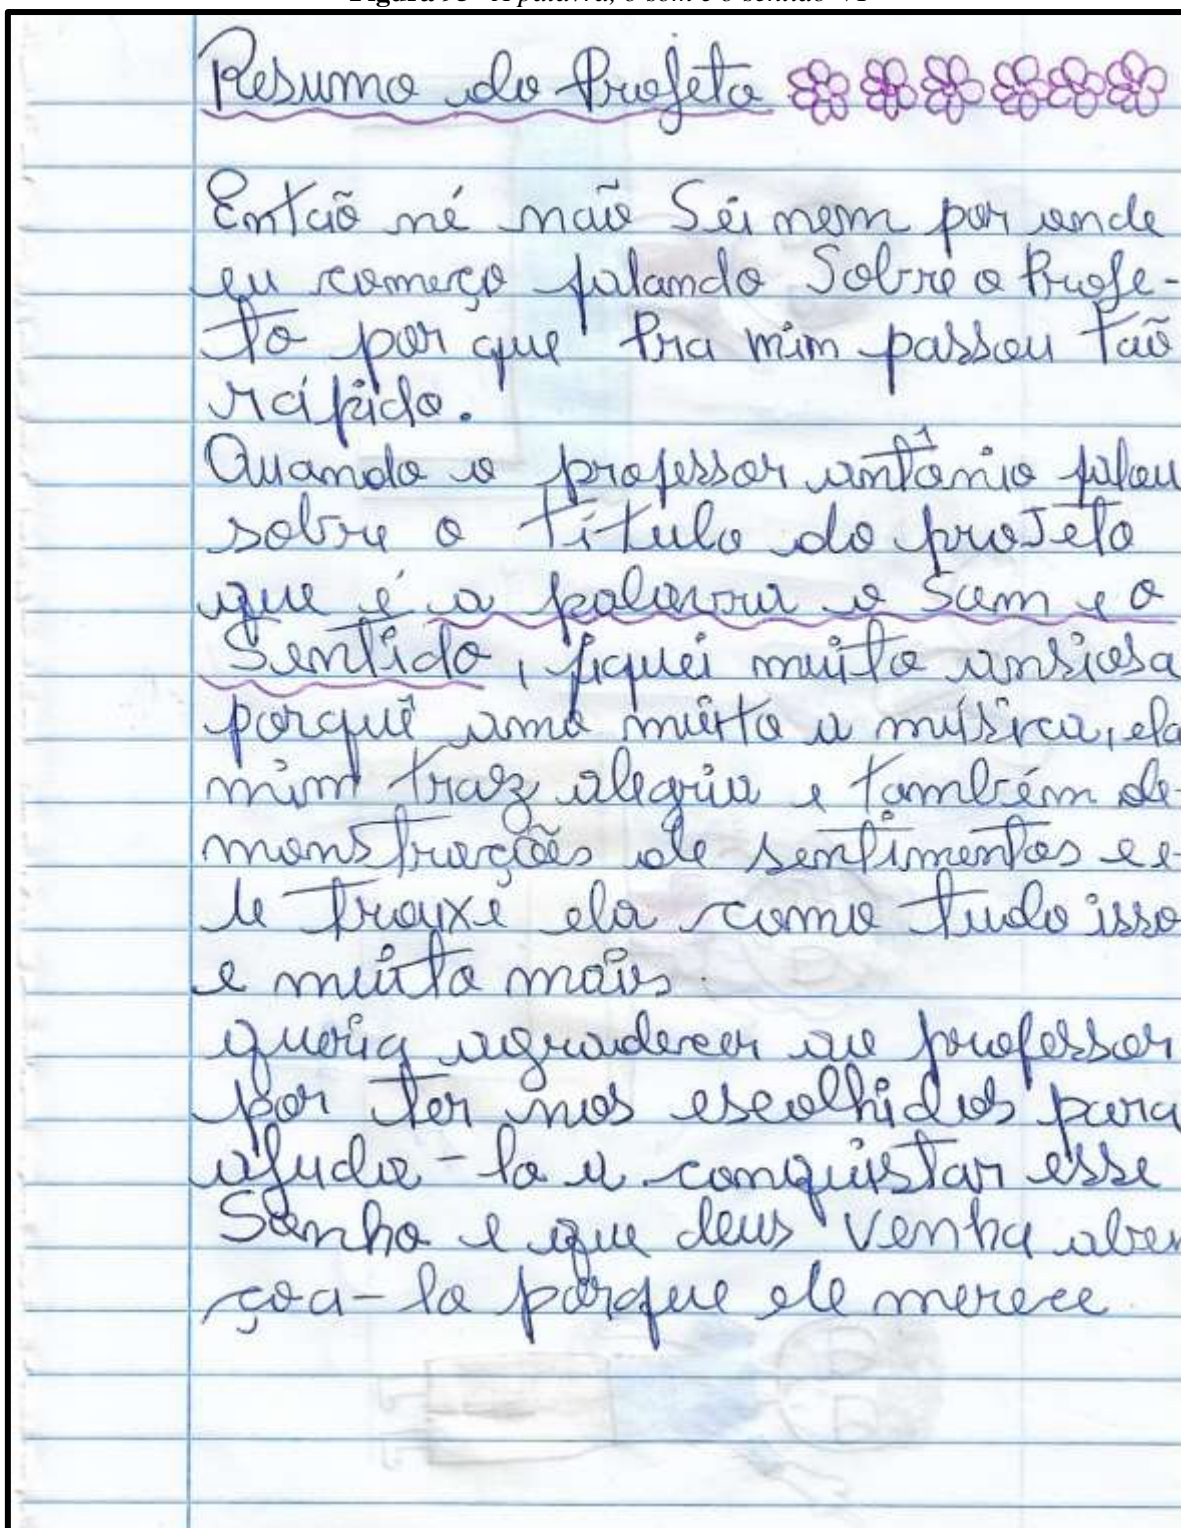 Resumo do Projeto
Então né não Sei nem por onde
eu começo falando Sobre o Proje-
to por que Pra mim passou Tão
rápido.
Quando o professor antônio falou
sobre o Título do proJeto
que é a palavra o Som e o
Sentido, fiquei muito ansiosa
porquê amo muito a música, ela
mim traz alegria e também de-
monstrações de sentimentos e e-
le trouxe ela como tudo isso
e muito mais.
queria agradecer ao professor
por ter nos escolhidos para
ajuda-lo a conquistar esse
Sonho e que deus venha aben
çoa-lo porque ele merece